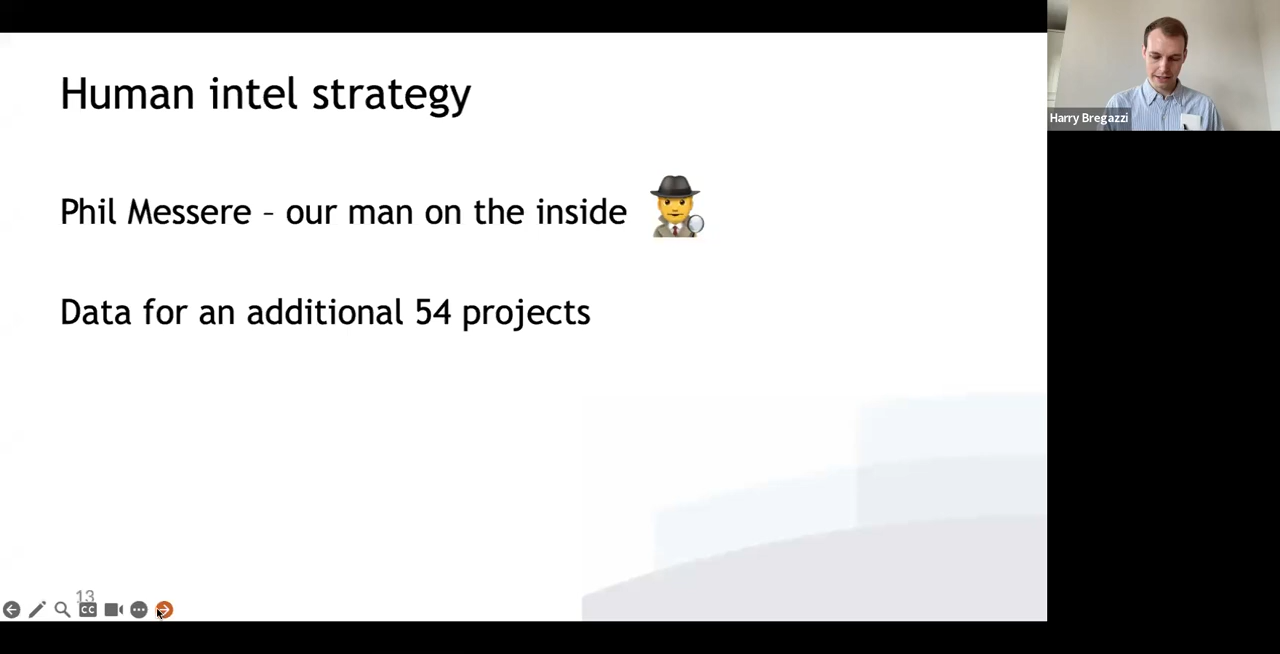 Human intel strategy
Harry Bregazzi
Phil Messere – our man on the inside
Data for an additional 54 projects
13
CC